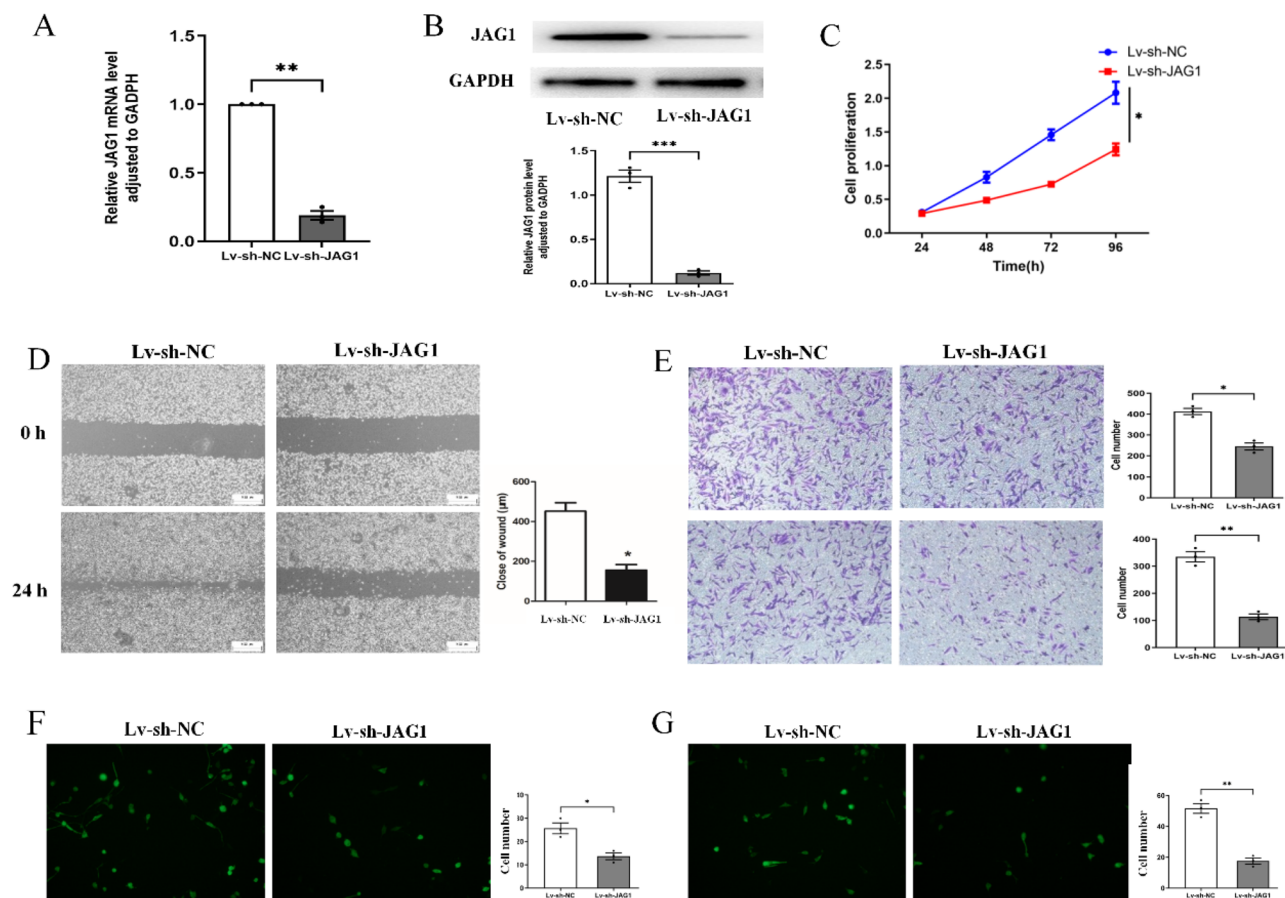 A
Relative JAG1 mRNA level
adjusted to GADPH
1.5
1.0
0.5
0.0
**
Lv-sh-NC Lv-sh-JAG1
B
JAG1
GAPDH
Lv-sh-NC Lv-sh-JAG1
Relative JAG1 protein level
adjusted to GADPH
1.5
1.0
0.5
0.0
***
Lv-sh-NC Lv-sh-JAG1
C
Lv-sh-NC
Lv-sh-JAG1
Cell proliferation
2.5
2.0
1.5
1.0
0.5
0.0
*
24 48 72 96
Time(h)
D
Lv-sh-NC Lv-sh-JAG1
0 h
24 h
Close of wound (μm)
600
400
200
0
*
Lv-sh-NC Lv-sh-JAG1
E
Lv-sh-NC Lv-sh-JAG1
Cell number
500
400
300
200
100
0
*
Lv-sh-NC Lv-sh-JAG1
Cell number
400
300
200
100
0
**
Lv-sh-NC Lv-sh-JAG1
F
Lv-sh-NC Lv-sh-JAG1
Cell number
10
0
*
Lv-sh-NC Lv-sh-JAG1
G
Lv-sh-NC Lv-sh-JAG1
Cell number
60
40
20
0
**
Lv-sh-NC Lv-sh-JAG1